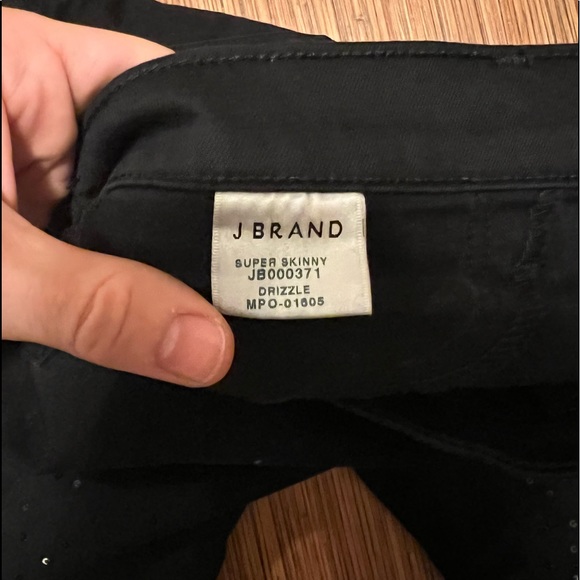 J BRAND
SUPER SKINNY
JB000371
DRIZZLE
MPO-01605